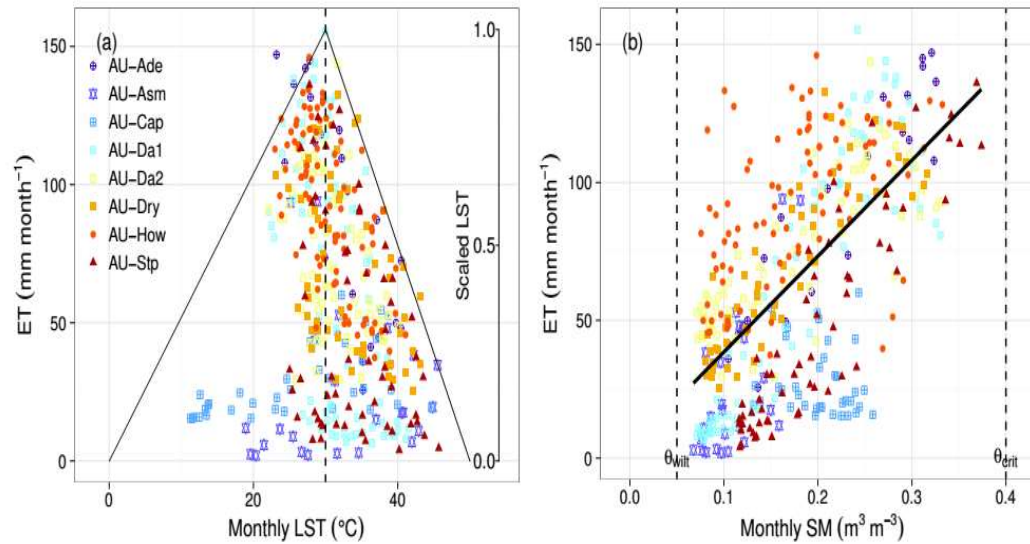 (a)
AU-Ade
AU-Asm
AU-Cap
AU-Da1
AU-Da2
AU-Dry
AU-How
AU-Stp
ET (mm month⁻¹)
150
100
50
0
1.0
0.5
0.0
Scaled LST
0 20 40
Monthly LST (°C)
(b)
ET (mm month⁻¹)
150
100
50
0
θwilt
θcrit
0.0 0.1 0.2 0.3 0.4
Monthly SM (m³ m⁻³)